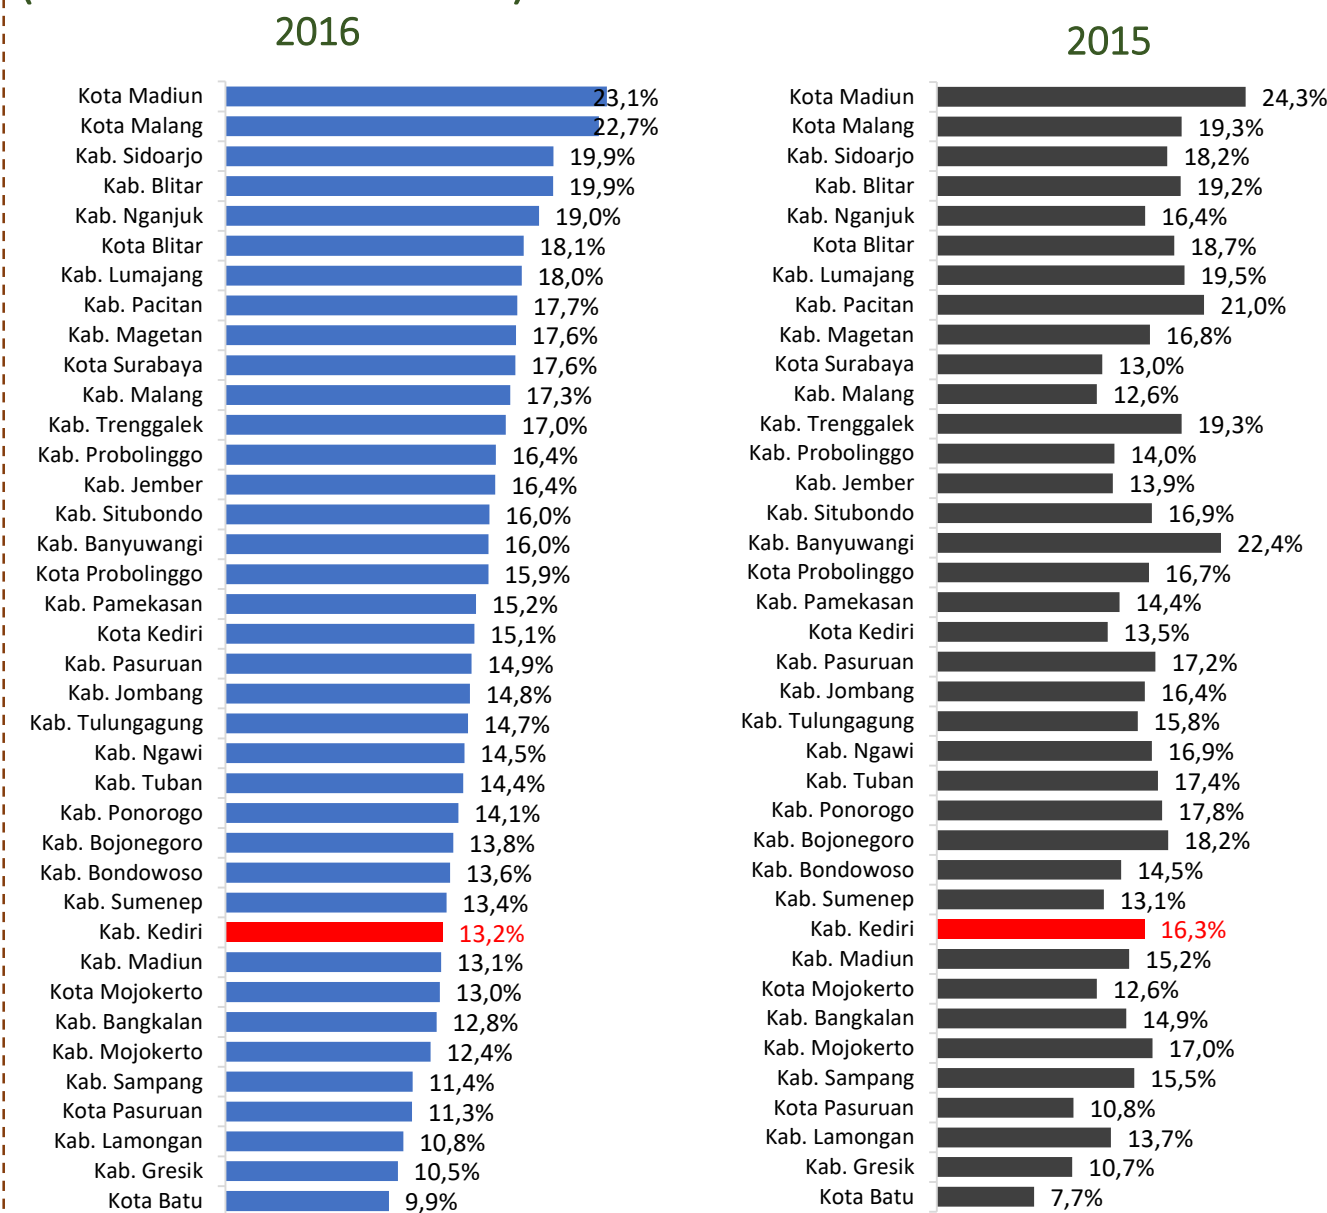 2016
Kota Madiun 23,1%
Kota Malang 22,7%
Kab. Sidoarjo 19,9%
Kab. Blitar 19,9%
Kab. Nganjuk 19,0%
Kota Blitar 18,1%
Kab. Lumajang 18,0%
Kab. Pacitan 17,7%
Kab. Magetan 17,6%
Kota Surabaya 17,6%
Kab. Malang 17,3%
Kab. Trenggalek 17,0%
Kab. Probolinggo 16,4%
Kab. Jember 16,4%
Kab. Situbondo 16,0%
Kab. Banyuwangi 16,0%
Kota Probolinggo 15,9%
Kab. Pamekasan 15,2%
Kota Kediri 15,1%
Kab. Pasuruan 14,9%
Kab. Jombang 14,8%
Kab. Tulungagung 14,7%
Kab. Ngawi 14,5%
Kab. Tuban 14,4%
Kab. Ponorogo 14,1%
Kab. Bojonegoro 13,8%
Kab. Bondowoso 13,6%
Kab. Sumenep 13,4%
Kab. Kediri 13,2%
Kab. Madiun 13,1%
Kota Mojokerto 13,0%
Kab. Bangkalan 12,8%
Kab. Mojokerto 12,4%
Kab. Sampang 11,4%
Kota Pasuruan 11,3%
Kab. Lamongan 10,8%
Kab. Gresik 10,5%
Kota Batu 9,9%
2015
Kota Madiun 24,3%
Kota Malang 19,3%
Kab. Sidoarjo 18,2%
Kab. Blitar 19,2%
Kab. Nganjuk 16,4%
Kota Blitar 18,7%
Kab. Lumajang 19,5%
Kab. Pacitan 21,0%
Kab. Magetan 16,8%
Kota Surabaya 13,0%
Kab. Malang 12,6%
Kab. Trenggalek 19,3%
Kab. Probolinggo 14,0%
Kab. Jember 13,9%
Kab. Situbondo 16,9%
Kab. Banyuwangi 22,4%
Kota Probolinggo 16,7%
Kab. Pamekasan 14,4%
Kota Kediri 13,5%
Kab. Pasuruan 17,2%
Kab. Jombang 16,4%
Kab. Tulungagung 15,8%
Kab. Ngawi 16,9%
Kab. Tuban 17,4%
Kab. Ponorogo 17,8%
Kab. Bojonegoro 18,2%
Kab. Bondowoso 14,5%
Kab. Sumenep 13,1%
Kab. Kediri 16,3%
Kab. Madiun 15,2%
Kota Mojokerto 12,6%
Kab. Bangkalan 14,9%
Kab. Mojokerto 17,0%
Kab. Sampang 15,5%
Kota Pasuruan 10,8%
Kab. Lamongan 13,7%
Kab. Gresik 10,7%
Kota Batu 7,7%